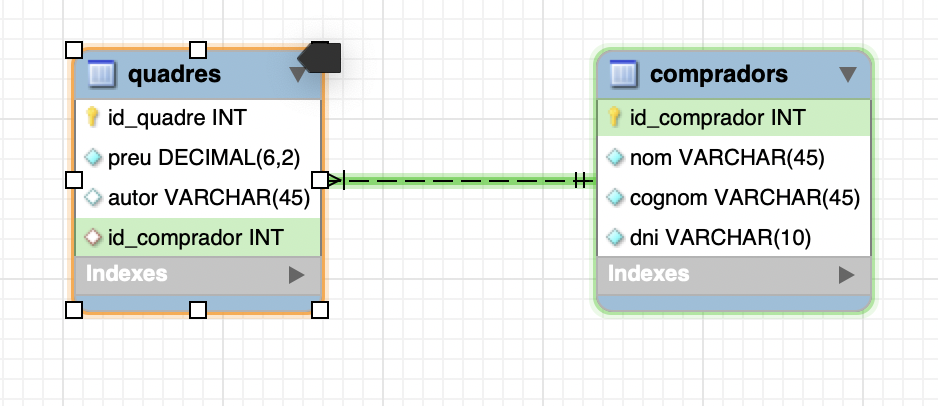 quadres
id_quadre INT
preu DECIMAL(6,2)
autor VARCHAR(45)
id_comprador INT
Indexes
compradors
id_comprador INT
nom VARCHAR(45)
cognom VARCHAR(45)
dni VARCHAR(10)
Indexes